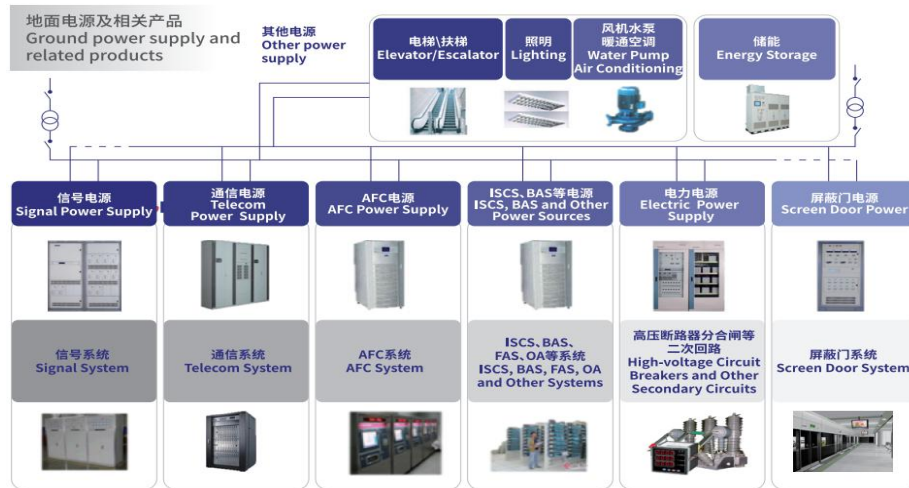 地面电源及相关产品
Ground power supply and
related products
其他电源
Other power
supply
电梯\扶梯
Elevator/Escalator
照明
Lighting
风机水泵
暖通空调
Water Pump
Air Conditioning
储能
Energy Storage
信号电源
Signal Power Supply
通信电源
Telecom
Power Supply
AFC电源
AFC Power Supply
ISCS、BAS等电源
ISCS, BAS and Other
Power Sources
电力电源
Electric Power
Supply
屏蔽门电源
Screen Door Power
信号系统
Signal System
通信系统
Telecom System
AFC系统
AFC System
ISCS、BAS、
FAS、OA等系统
ISCS, BAS, FAS, OA
and Other Systems
高压断路器分合闸等
二次回路
High-voltage Circuit
Breakers and Other
Secondary Circuits
屏蔽门系统
Screen Door System